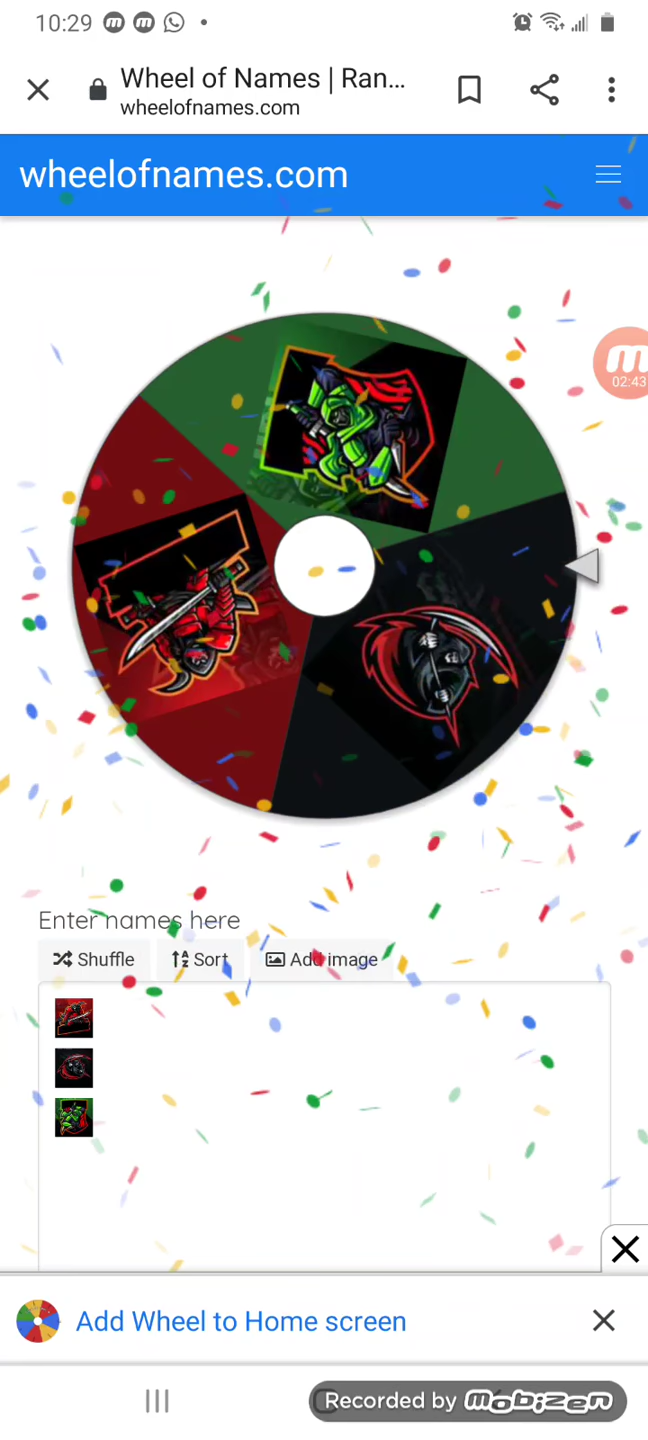 10:29
Wheel of Names | Ran...
wheelofnames.com
wheelofnames.com
02:43
Enter names here
Shuffle
Sort
Add image
Add Wheel to Home screen
Recorded by mobizen